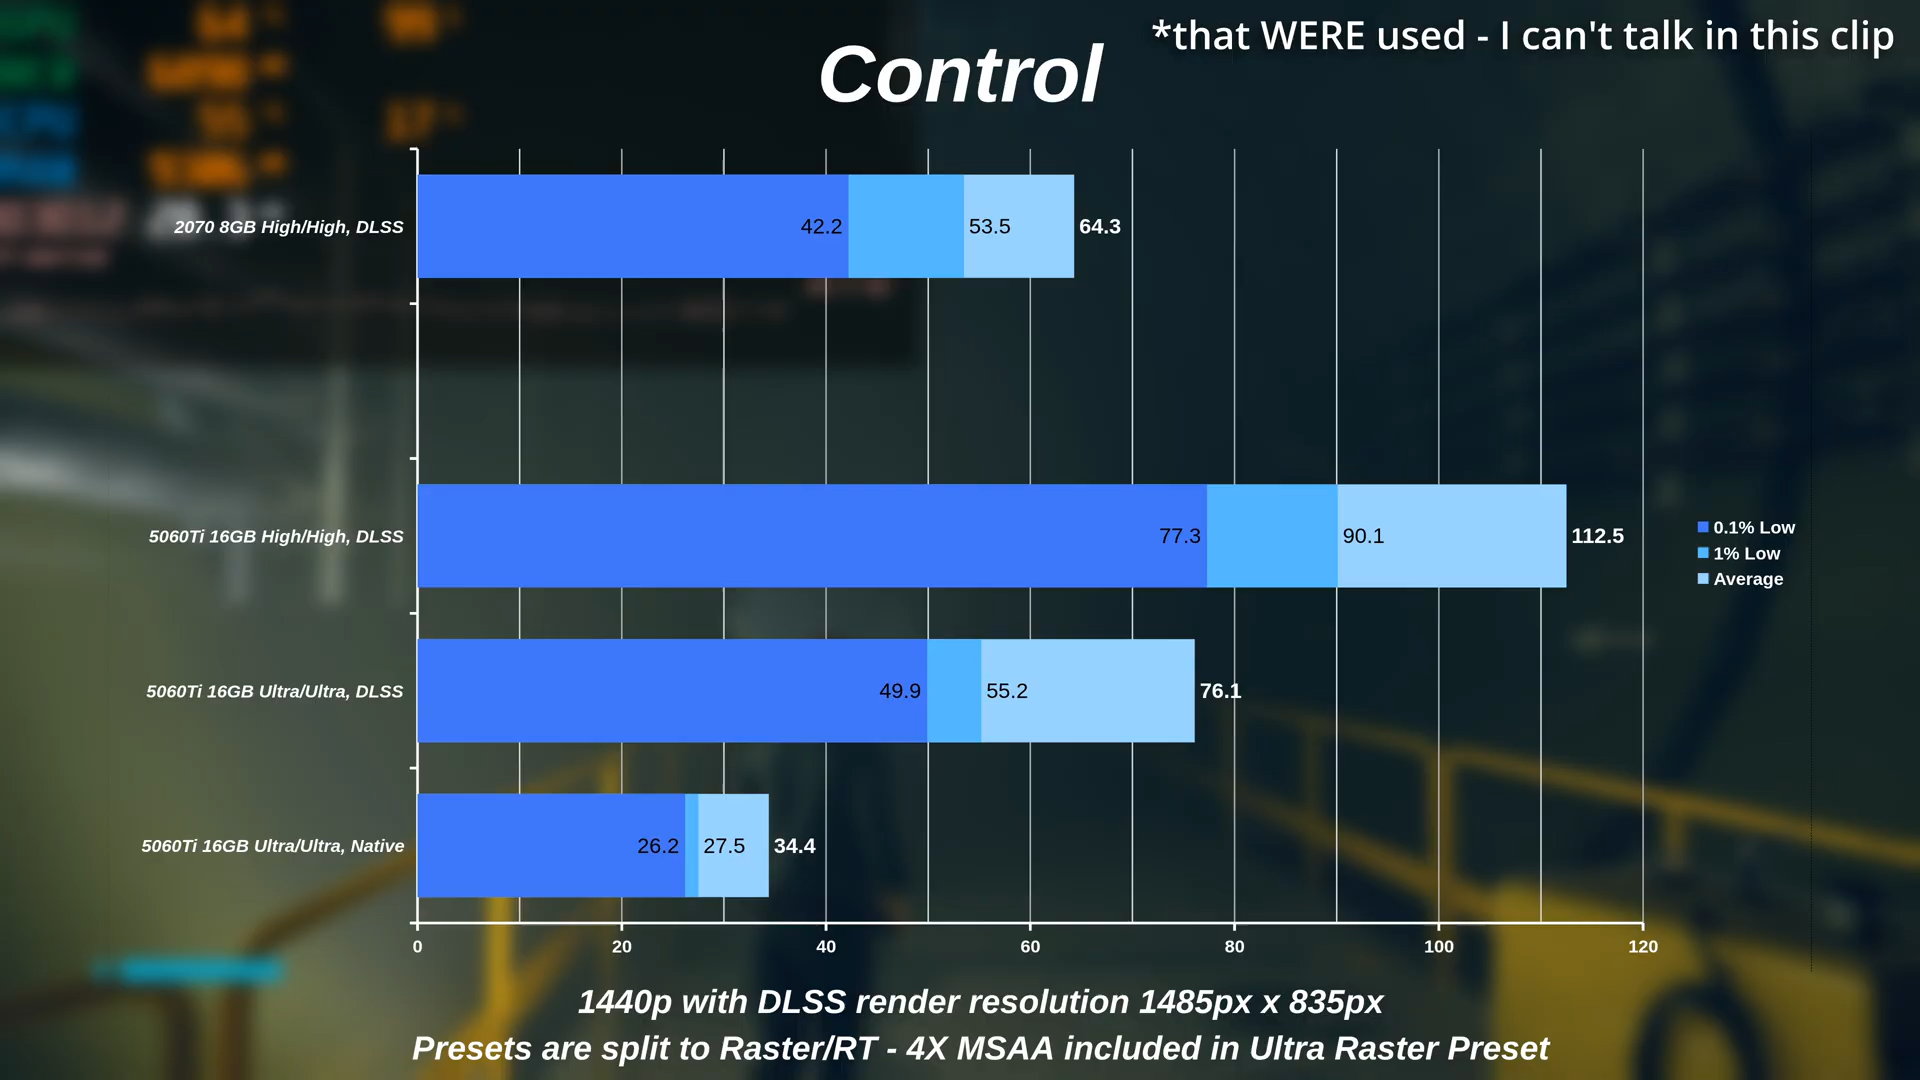 *that WERE used - I can't talk in this clip
Control
2070 8GB High/High, DLSS
42.2
53.5
64.3
5060Ti 16GB High/High, DLSS
77.3
90.1
112.5
5060Ti 16GB Ultra/Ultra, DLSS
49.9
55.2
76.1
5060Ti 16GB Ultra/Ultra, Native
26.2
27.5
34.4
0.1% Low
1% Low
Average
0 20 40 60 80 100 120
1440p with DLSS render resolution 1485px x 835px
Presets are split to Raster/RT - 4X MSAA included in Ultra Raster Preset